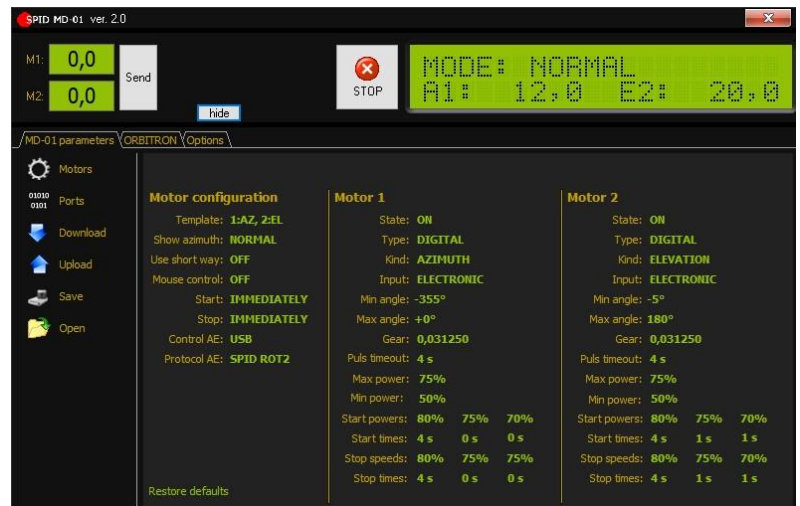 SPID MD-01 ver. 2.0
M1: 0,0
M2: 0,0
Send
hide
STOP
MODE: NORMAL
A1: 12,0 E2: 20,0
MD-01 parameters ORBITRON Options
Motors
01010
0101 Ports
Download
Upload
Save
Open
Motor configuration
Template: 1:AZ, 2:EL
Show azimuth: NORMAL
Use short way: OFF
Mouse control: OFF
Start: IMMEDIATELY
Stop: IMMEDIATELY
Control AE: USB
Protocol AE: SPID ROT2
Restore defaults
Motor 1
State: ON
Type: DIGITAL
Kind: AZIMUTH
Input: ELECTRONIC
Min angle: -355°
Max angle: +0°
Gear: 0,031250
Puls timeout: 4 s
Max power: 75%
Min power: 50%
Start powers: 80% 75% 70%
Start times: 4 s 0 s 0 s
Stop speeds: 80% 75% 75%
Stop times: 4 s 0 s 0 s
Motor 2
State: ON
Type: DIGITAL
Kind: ELEVATION
Input: ELECTRONIC
Min angle: -5°
Max angle: 180°
Gear: 0,031250
Puls timeout: 4 s
Max power: 75%
Min power: 50%
Start powers: 80% 75% 70%
Start times: 4 s 1 s 1 s
Stop speeds: 80% 75% 70%
Stop times: 4 s 1 s 1 s